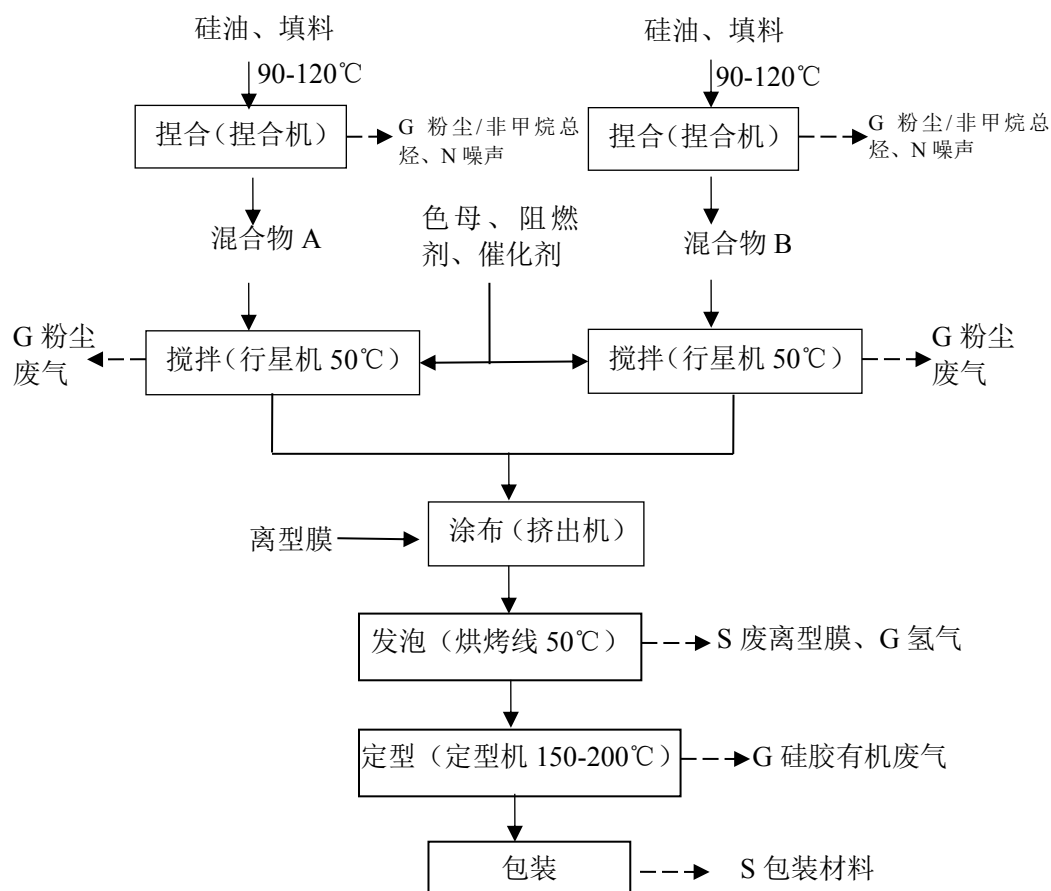 硅油、填料
硅油、填料
90-120℃
90-120℃
捏合（捏合机）
G 粉尘/非甲烷总
烃、N 噪声
捏合（捏合机）
G 粉尘/非甲烷总
烃、N 噪声
混合物 A
色母、阻燃
剂、催化剂
混合物 B
G 粉尘
废气
搅拌（行星机 50℃）
搅拌（行星机 50℃）
G 粉尘
废气
离型膜
涂布（挤出机）
发泡（烘烤线 50℃）
S 废离型膜、G 氢气
定型（定型机 150-200℃）
G 硅胶有机废气
包装
S 包装材料